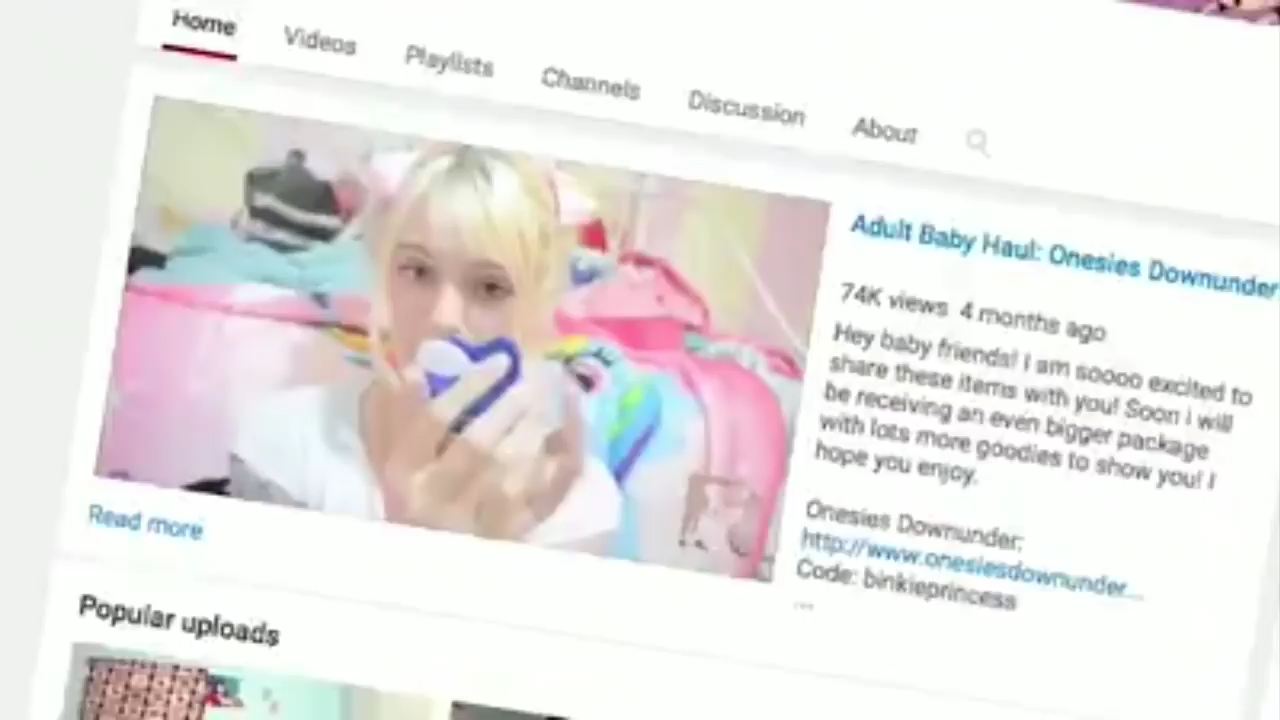 Home Videos Playlists Channels Discussion About
Adult Baby Haul: Onesies Downunder
74K views 4 months ago
Hey baby friends! I am soooo excited to
share these items with you! Soon i will
be receiving an even bigger package
with lots more goodies to show you! I
hope you enjoy.
Onesies Downunder:
http://www.onesiesdownunder...
Code: binkieprincess
...
Read more
Popular uploads